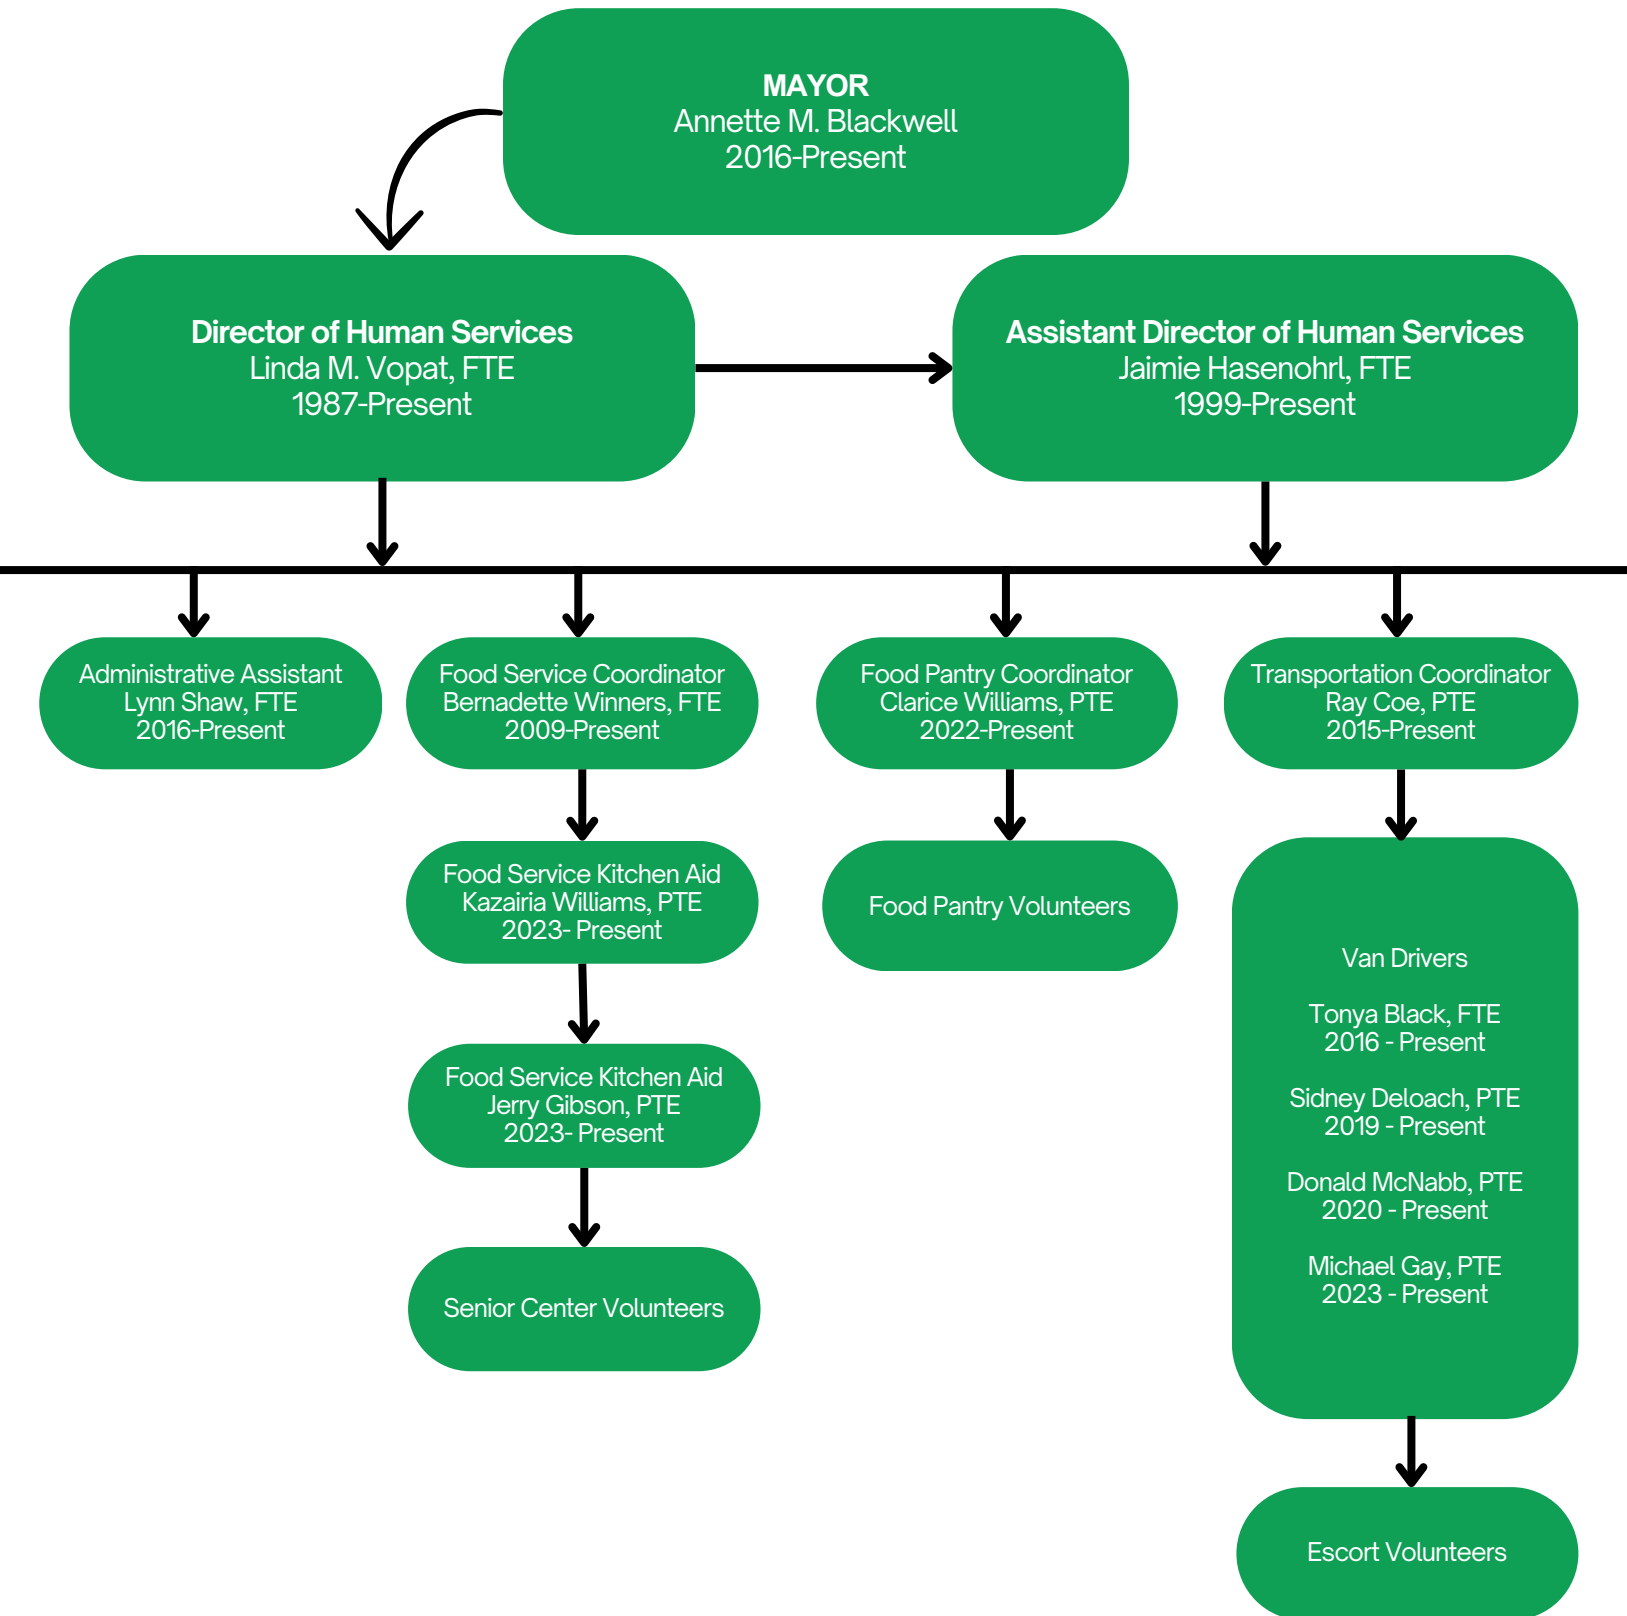 MAYOR
Annette M. Blackwell
2016-Present
Director of Human Services
Linda M. Vopat, FTE
1987-Present
Assistant Director of Human Services
Jaimie Hasenohrl, FTE
1999-Present
Administrative Assistant
Lynn Shaw, FTE
2016-Present
Food Service Coordinator
Bernadette Winners, FTE
2009-Present
Food Pantry Coordinator
Clarice Williams, PTE
2022-Present
Transportation Coordinator
Ray Coe, PTE
2015-Present
Food Service Kitchen Aid
Kazairia Williams, PTE
2023- Present
Food Service Kitchen Aid
Jerry Gibson, PTE
2023- Present
Senior Center Volunteers
Food Pantry Volunteers
Van Drivers
Tonya Black, FTE
2016 - Present
Sidney Deloach, PTE
2019 - Present
Donald McNabb, PTE
2020 - Present
Michael Gay, PTE
2023 - Present
Escort Volunteers